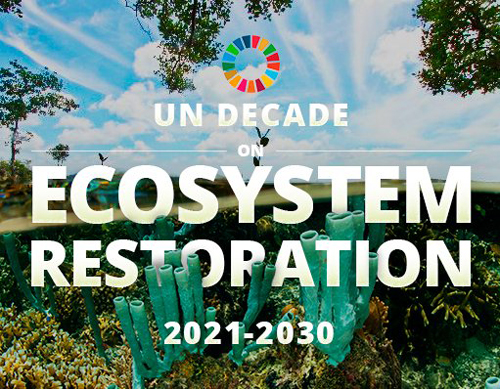 UN DECADE
ON
ECOSYSTEM
RESTORATION
2021-2030